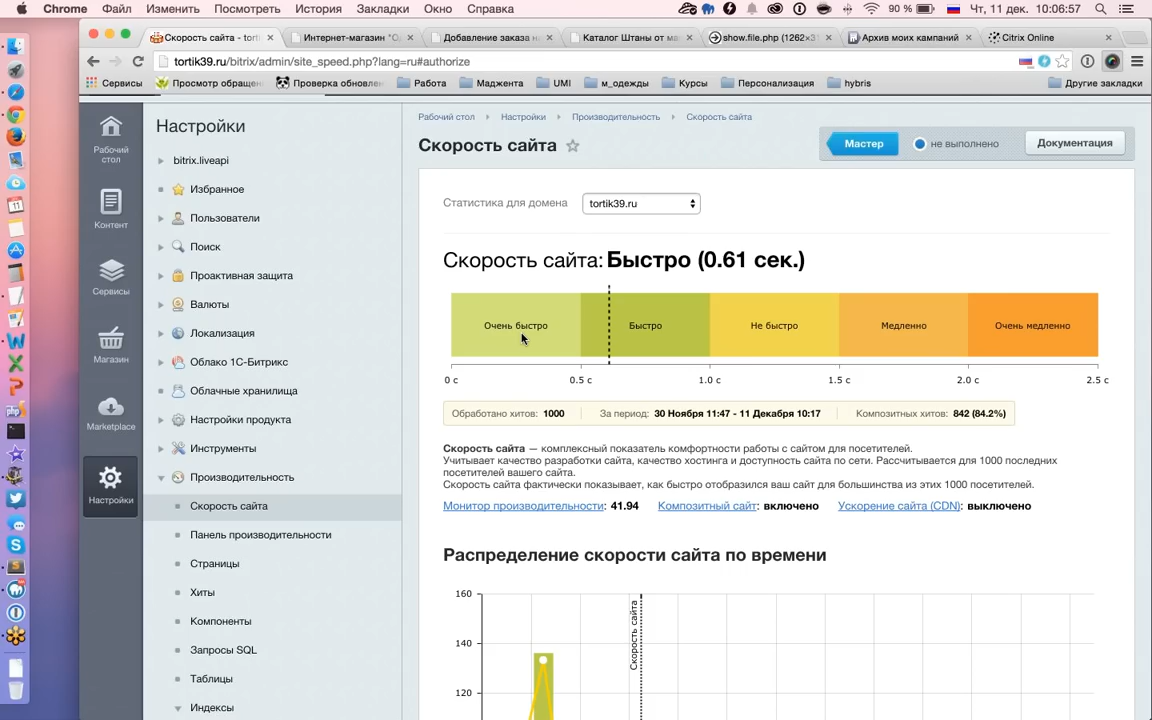 Chrome Файл Изменить Посмотреть История Закладки Окно Справка 90 % Чт, 11 дек. 10:06:57
Скорость сайта - tort Интернет-магазин "О Добавление заказа на Каталог Штаны от ма show.file.php (1262×3 Архив моих кампаний Citrix Online
tortik39.ru/bitrix/admin/site_speed.php?lang=ru#authorize
Сервисы Просмотр обращен Проверка обновлен Работа Маджента UMI м_одежды Курсы Персонализация hybris Другие закладки
Рабочий стол
Контент
Сервисы
Магазин
Marketplace
Настройки
Настройки
bitrix.liveapi
Избранное
Пользователи
Поиск
Проактивная защита
Валюты
Локализация
Облако 1С-Битрикс
Облачные хранилища
Настройки продукта
Инструменты
Производительность
Скорость сайта
Панель производительности
Страницы
Хиты
Компоненты
Запросы SQL
Таблицы
Индексы
Рабочий стол Настройки Производительность Скорость сайта
Скорость сайта
Мастер не выполнено Документация
Статистика для домена tortik39.ru
Скорость сайта: Быстро (0.61 сек.)
Очень быстро Быстро Не быстро Медленно Очень медленно
0 с 0.5 с 1.0 с 1.5 с 2.0 с 2.5 с
Обработано хитов: 1000 За период: 30 Ноября 11:47 - 11 Декабря 10:17 Композитных хитов: 842 (84.2%)
Скорость сайта — комплексный показатель комфортности работы с сайтом для посетителей.
Учитывает качество разработки сайта, качество хостинга и доступность сайта по сети. Рассчитывается для 1000 последних
посетителей вашего сайта.
Скорость сайта фактически показывает, как быстро отобразился ваш сайт для большинства из этих 1000 посетителей.
Монитор производительности: 41.94 Композитный сайт: включено Ускорение сайта (CDN): выключено
Распределение скорости сайта по времени
160
140
120
Скорость сайта